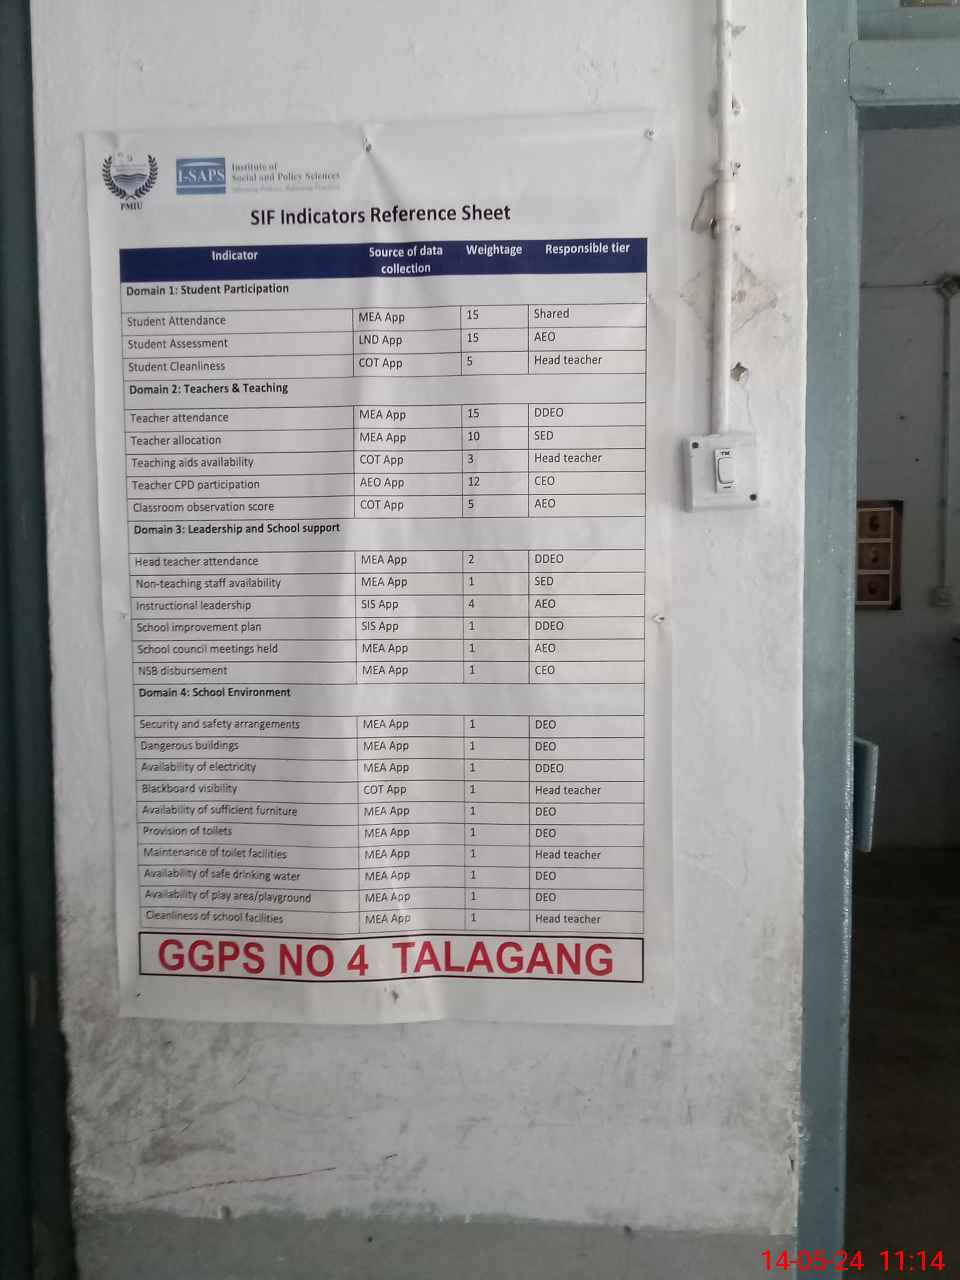 PMIU
I-SAPS
Institute of
Social and Policy Sciences
SIF Indicators Reference Sheet
Indicator Source of data collection Weightage Responsible tier
Domain 1: Student Participation
Student Attendance MEA App 15 Shared
Student Assessment LND App 15 AEO
Student Cleanliness COT App 5 Head teacher
Domain 2: Teachers & Teaching
Teacher attendance MEA App 15 DDEO
Teacher allocation MEA App 10 SED
Teaching aids availability COT App 3 Head teacher
Teacher CPD participation AEO App 12 CEO
Classroom observation score COT App 5 AEO
Domain 3: Leadership and School support
Head teacher attendance MEA App 2 DDEO
Non-teaching staff availability MEA App 1 SED
Instructional leadership SIS App 4 AEO
School improvement plan SIS App 1 DDEO
School council meetings held MEA App 1 AEO
NSB disbursement MEA App 1 CEO
Domain 4: School Environment
Security and safety arrangements MEA App 1 DEO
Dangerous buildings MEA App 1 DEO
Availability of electricity MEA App 1 DDEO
Blackboard visibility COT App 1 Head teacher
Availability of sufficient furniture MEA App 1 DEO
Provision of toilets MEA App 1 DEO
Maintenance of toilet facilities MEA App 1 Head teacher
Availability of safe drinking water MEA App 1 DEO
Availability of play area/playground MEA App 1 DEO
Cleanliness of school facilities MEA App 1 Head teacher
GGPS NO 4 TALAGANG
14-05-24 11:14